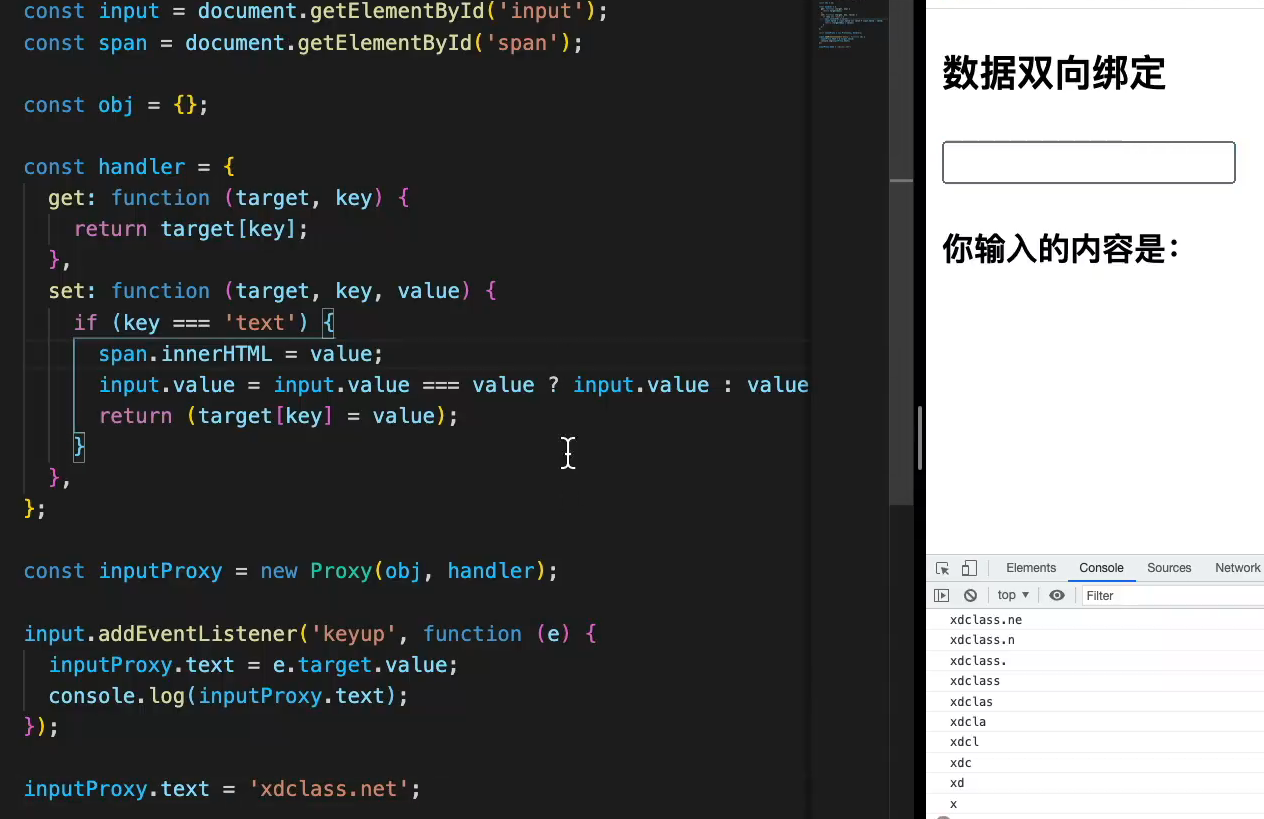 const input = document.getElementById('input');
const span = document.getElementById('span');
const obj = {};
const handler = {
get: function (target, key) {
return target[key];
},
set: function (target, key, value) {
if (key === 'text') {
span.innerHTML = value;
input.value = input.value === value ? input.value : value
return (target[key] = value);
}
},
};
const inputProxy = new Proxy(obj, handler);
input.addEventListener('keyup', function (e) {
inputProxy.text = e.target.value;
console.log(inputProxy.text);
});
inputProxy.text = 'xdclass.net';
数据双向绑定
你输入的内容是：
Elements Console Sources Network
top ▼ Filter
xdclass.ne
xdclass.n
xdclass.
xdclass
xdclas
xdcla
xdcl
xdc
xd
x